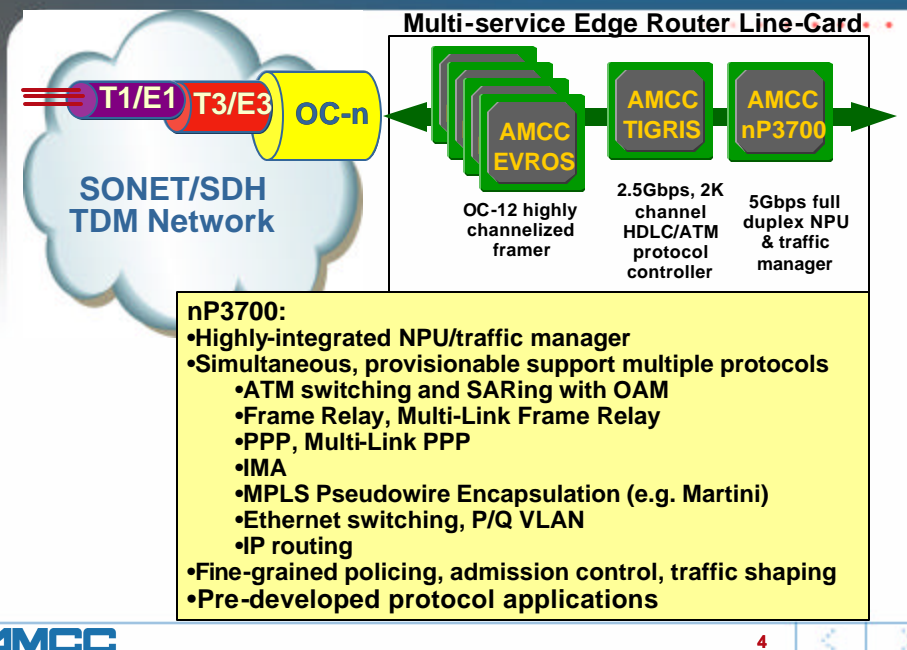 Multi-service Edge Router Line-Card
T1/E1
T3/E3
OC-n
SONET/SDH
TDM Network
AMCC
EVROS
AMCC
TIGRIS
AMCC
nP3700
OC-12 highly
channelized
framer
2.5Gbps, 2K
channel
HDLC/ATM
protocol
controller
5Gbps full
duplex NPU
& traffic
manager
nP3700:
•Highly-integrated NPU/traffic manager
•Simultaneous, provisionable support multiple protocols
•ATM switching and SARing with OAM
•Frame Relay, Multi-Link Frame Relay
•PPP, Multi-Link PPP
•IMA
•MPLS Pseudowire Encapsulation (e.g. Martini)
•Ethernet switching, P/Q VLAN
•IP routing
•Fine-grained policing, admission control, traffic shaping
•Pre-developed protocol applications
AMCC
4